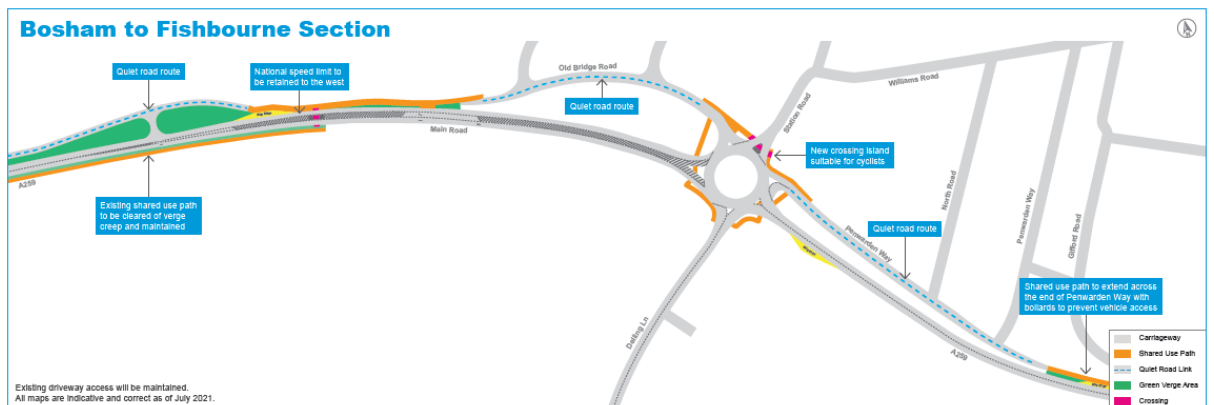 Bosham to Fishbourne Section
Quiet road route
National speed limit to
be retained to the west
Old Bridge Road
Williams Road
Quiet road route
Station Road
Main Road
New crossing island
suitable for cyclists
A259
Existing shared use path
to be cleared of verge
creep and maintained
North Road
Penwarden Way
Gifford Road
Quiet road route
Penwarden Way
Shared use path to extend across
the end of Penwarden Way with
bollards to prevent vehicle access
Delling Ln
A259
Carriageway
Shared Use Path
Quiet Road Link
Green Verge Area
Crossing
Existing driveway access will be maintained.
All maps are indicative and correct as of July 2021.